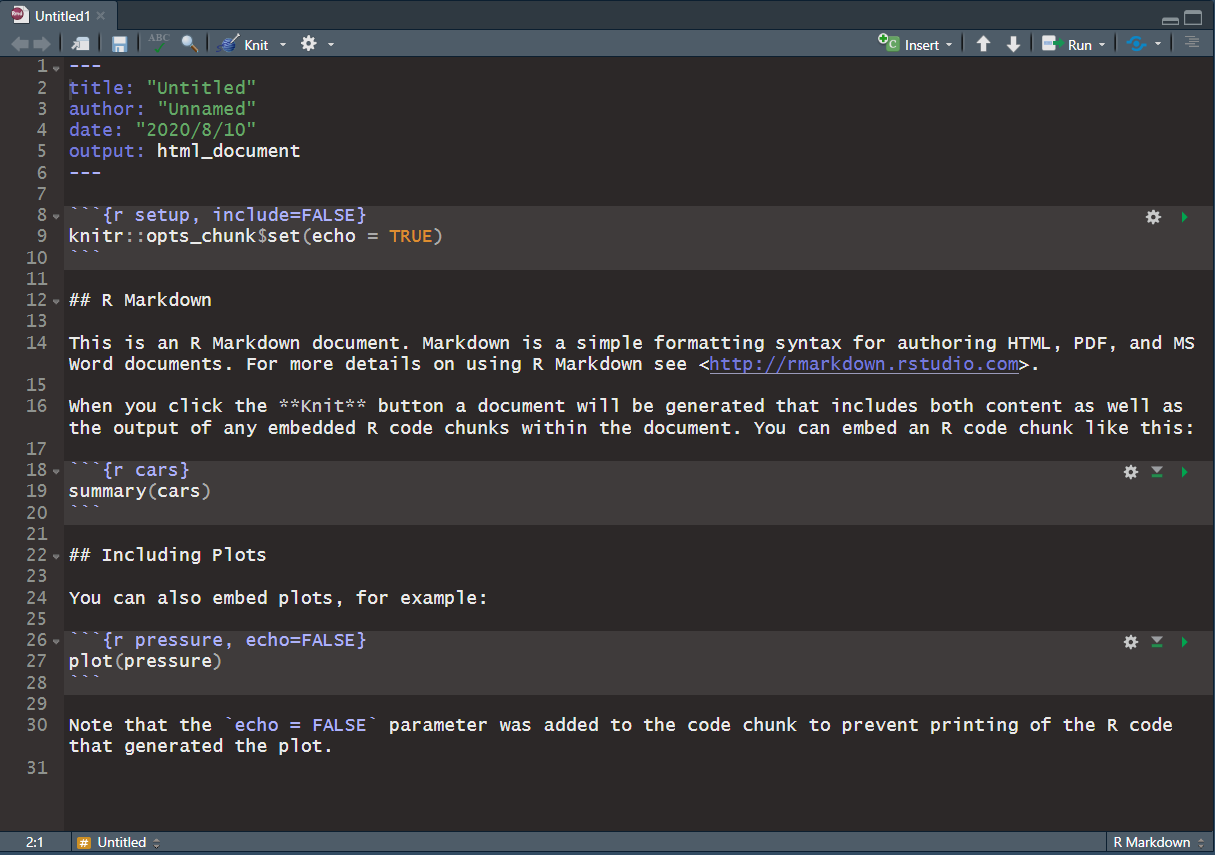 Untitled1
ABC Knit Insert Run
1 ---
2 title: "Untitled"
3 author: "Unnamed"
4 date: "2020/8/10"
5 output: html_document
6 ---
7
8 ```{r setup, include=FALSE}
9 knitr::opts_chunk$set(echo = TRUE)
10 ```
11
12 ## R Markdown
13
14 This is an R Markdown document. Markdown is a simple formatting syntax for authoring HTML, PDF, and MS
Word documents. For more details on using R Markdown see <http://rmarkdown.rstudio.com>.
15
16 When you click the **Knit** button a document will be generated that includes both content as well as
the output of any embedded R code chunks within the document. You can embed an R code chunk like this:
17
18 ```{r cars}
19 summary(cars)
20 ```
21
22 ## Including Plots
23
24 You can also embed plots, for example:
25
26 ```{r pressure, echo=FALSE}
27 plot(pressure)
28 ```
29
30 Note that the `echo = FALSE` parameter was added to the code chunk to prevent printing of the R code
that generated the plot.
31
2:1 # Untitled R Markdown